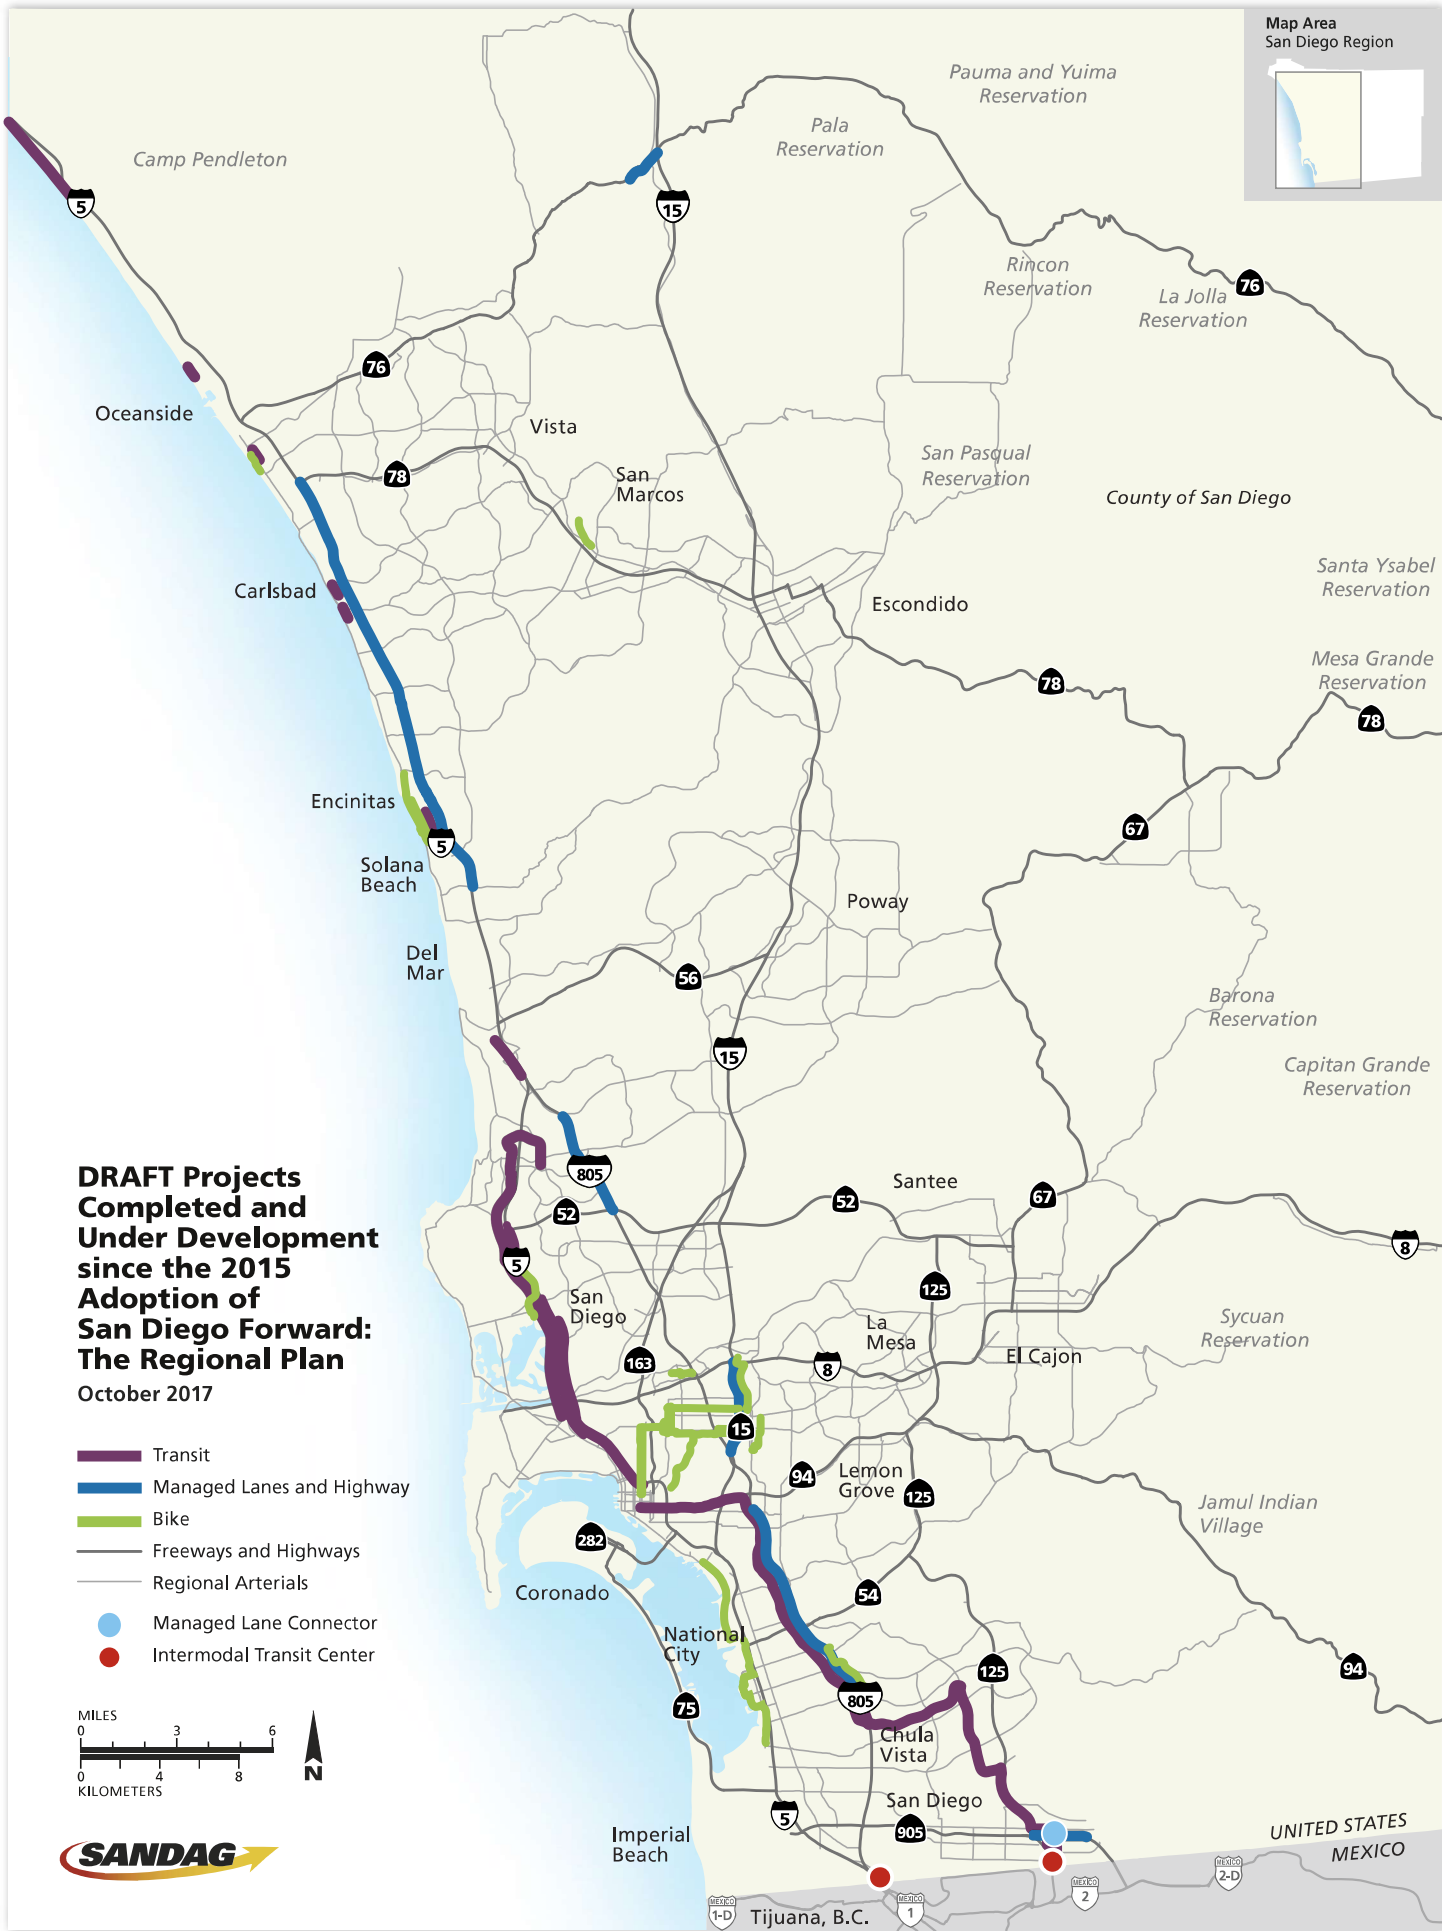 Map Area
San Diego Region
Pauma and Yuima
Reservation
Pala
Reservation
Camp Pendleton
5
15
Rincon
Reservation
La Jolla
Reservation
76
76
Oceanside
Vista
San Pasqual
Reservation
78
San
Marcos
County of San Diego
Santa Ysabel
Reservation
Carlsbad
Escondido
Mesa Grande
Reservation
78
78
Encinitas
67
5
Solana
Beach
Poway
Del
Mar
56
Barona
Reservation
15
Capitan Grande
Reservation
805
Santee
52
67
52
8
5
125
San
Diego
La
Mesa
Sycuan
Reservation
163
8
El Cajon
15
94
Lemon
Grove
125
Jamul Indian
Village
282
Coronado
54
National
City
125
94
805
75
Chula
Vista
San Diego
5
905
Imperial
Beach
UNITED STATES
MEXICO
MEXICO
2-D
MEXICO
2
MEXICO
1-D
Tijuana, B.C.
MEXICO
1
DRAFT Projects
Completed and
Under Development
since the 2015
Adoption of
San Diego Forward:
The Regional Plan
October 2017
Transit
Managed Lanes and Highway
Bike
Freeways and Highways
Regional Arterials
Managed Lane Connector
Intermodal Transit Center
MILES
0 3 6
0 4 8
KILOMETERS
N
SANDAG